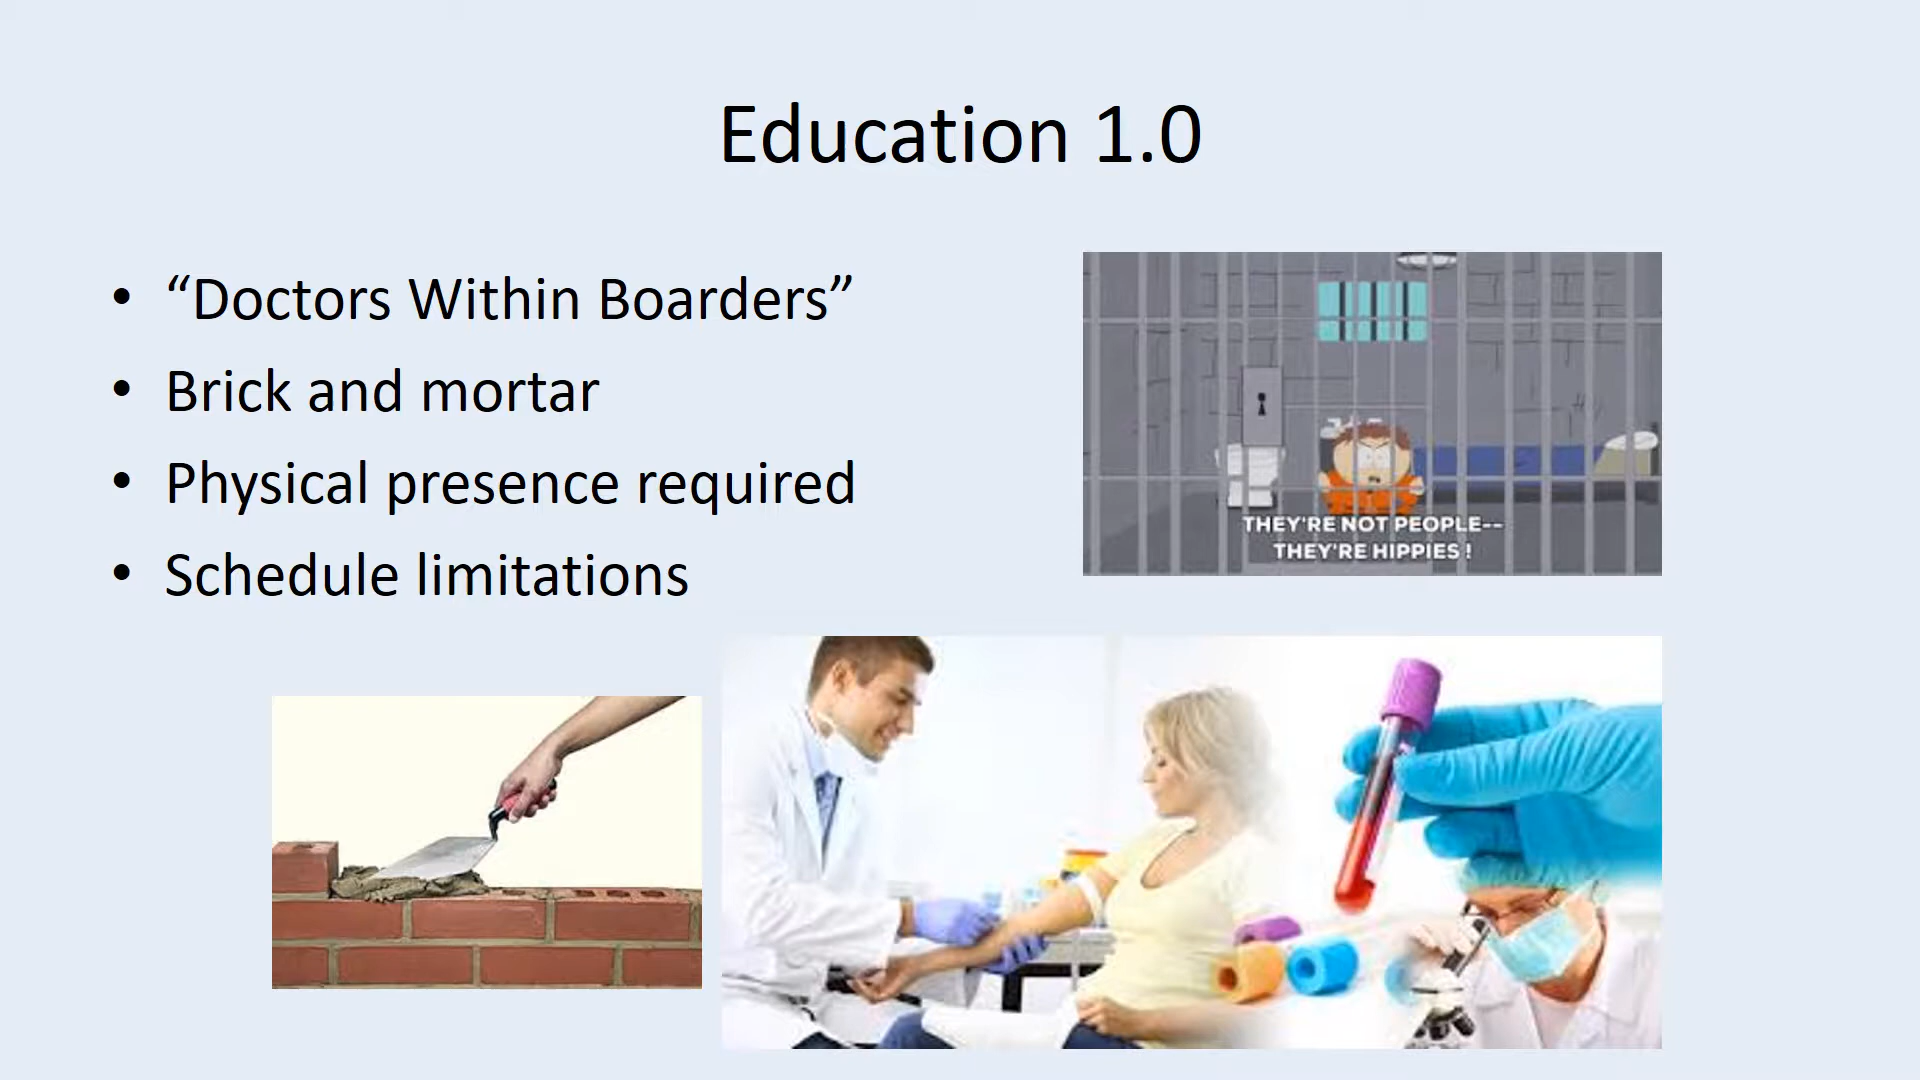 Education 1.0
• “Doctors Within Boarders”
• Brick and mortar
• Physical presence required
• Schedule limitations
THEY'RE NOT PEOPLE--
THEY'RE HIPPIES !